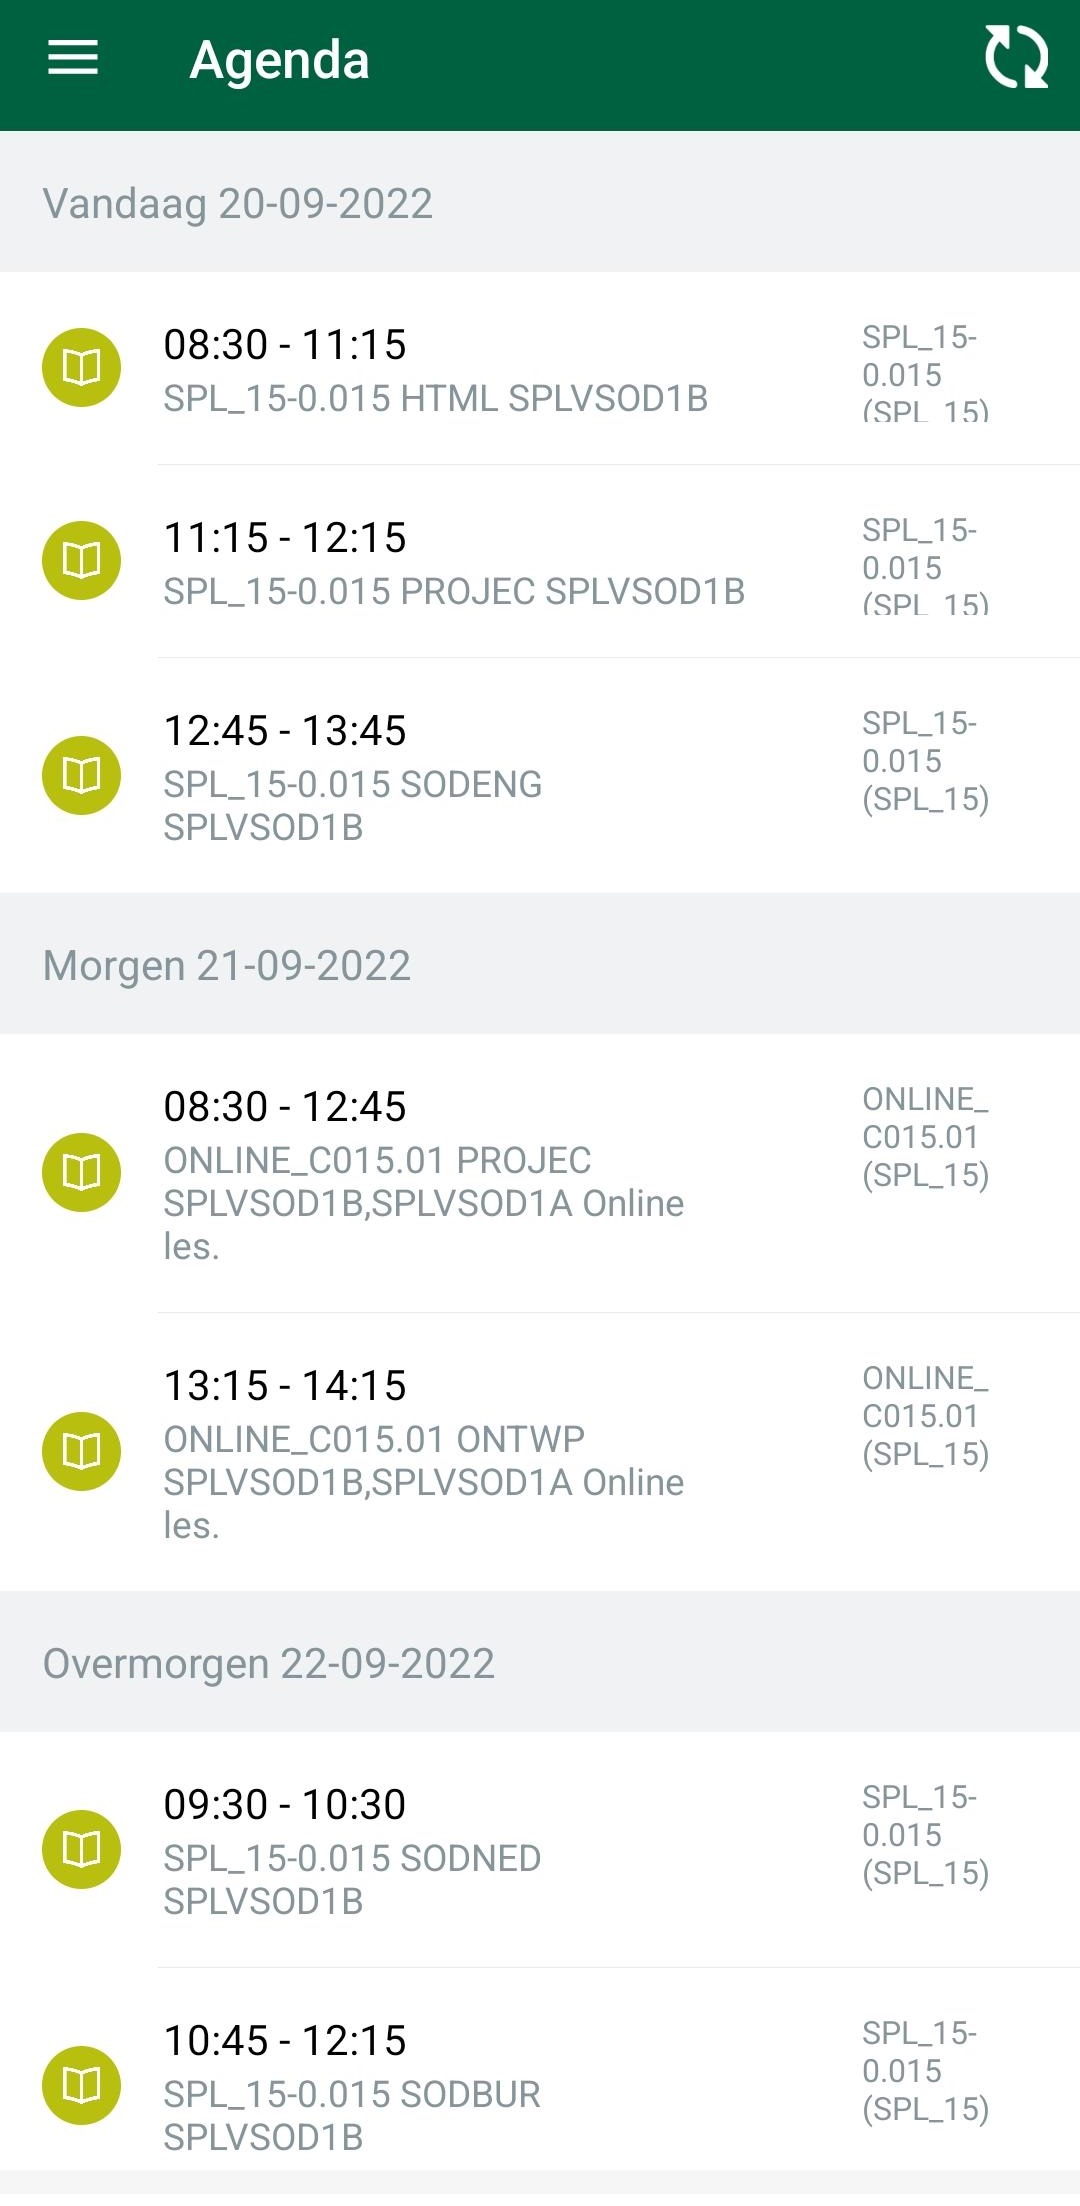 Agenda
Vandaag 20-09-2022
08:30 - 11:15
SPL_15-0.015 HTML SPLVSOD1B
SPL_15-
0.015
(SPL_15)
11:15 - 12:15
SPL_15-0.015 PROJEC SPLVSOD1B
SPL_15-
0.015
(SPL_15)
12:45 - 13:45
SPL_15-0.015 SODENG
SPLVSOD1B
SPL_15-
0.015
(SPL_15)
Morgen 21-09-2022
08:30 - 12:45
ONLINE_C015.01 PROJEC
SPLVSOD1B,SPLVSOD1A Online
les.
ONLINE_
C015.01
(SPL_15)
13:15 - 14:15
ONLINE_C015.01 ONTWP
SPLVSOD1B,SPLVSOD1A Online
les.
ONLINE_
C015.01
(SPL_15)
Overmorgen 22-09-2022
09:30 - 10:30
SPL_15-0.015 SODNED
SPLVSOD1B
SPL_15-
0.015
(SPL_15)
10:45 - 12:15
SPL_15-0.015 SODBUR
SPLVSOD1B
SPL_15-
0.015
(SPL_15)